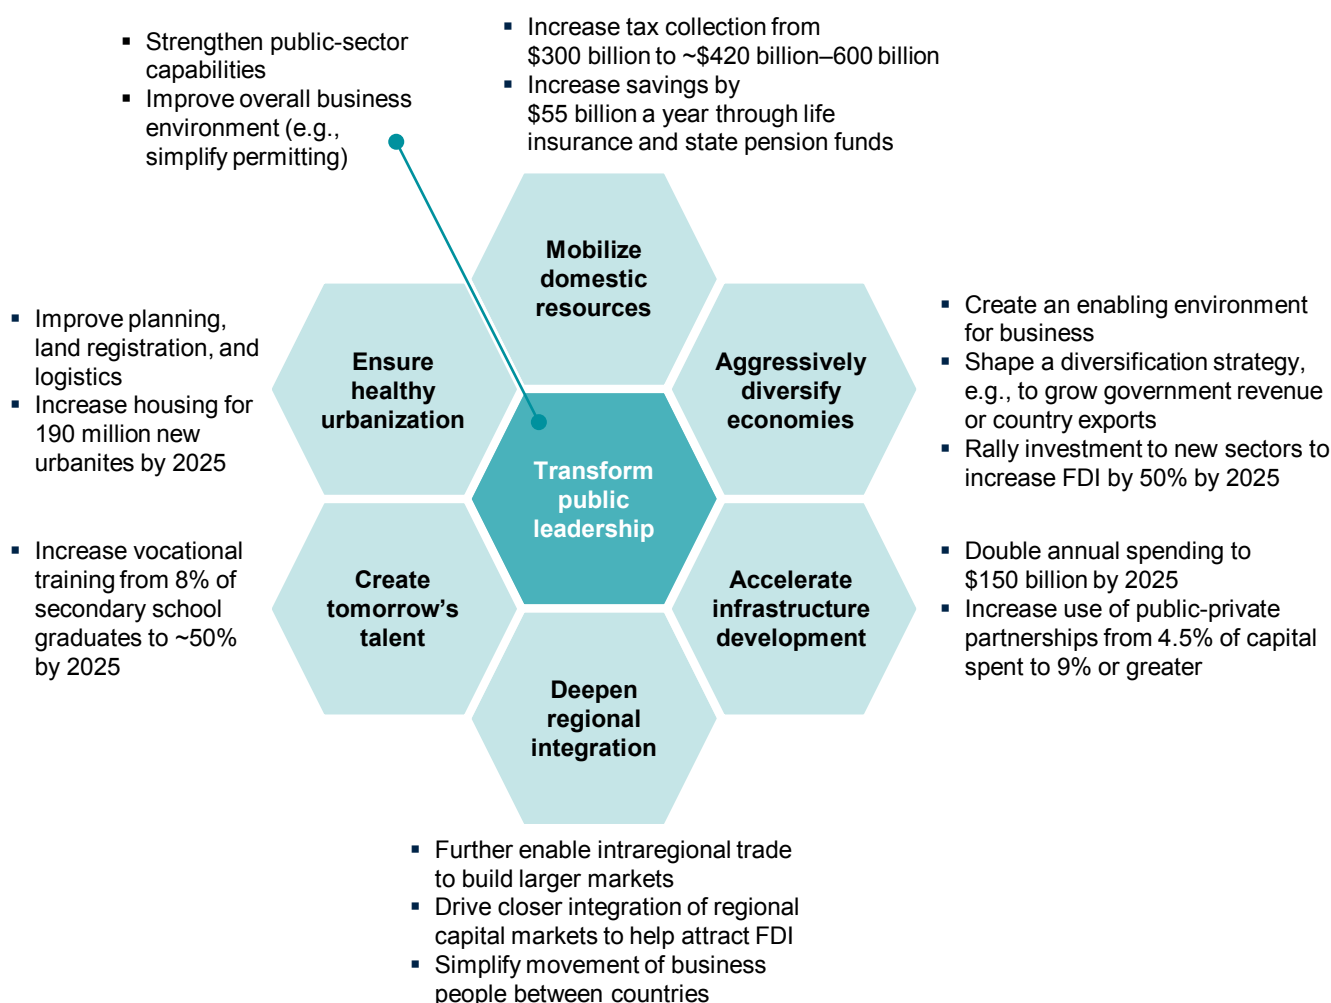 ▪ Strengthen public-sector
capabilities
▪ Improve overall business
environment (e.g.,
simplify permitting)
▪ Increase tax collection from
$300 billion to ~$420 billion–600 billion
▪ Increase savings by
$55 billion a year through life
insurance and state pension funds
Mobilize
domestic
resources
▪ Improve planning,
land registration, and
logistics
▪ Increase housing for
190 million new
urbanites by 2025
Ensure
healthy
urbanization
Aggressively
diversify
economies
▪ Create an enabling environment
for business
▪ Shape a diversification strategy,
e.g., to grow government revenue
or country exports
▪ Rally investment to new sectors to
increase FDI by 50% by 2025
Transform
public
leadership
▪ Increase vocational
training from 8% of
secondary school
graduates to ~50%
by 2025
Create
tomorrow’s
talent
Accelerate
infrastructure
development
▪ Double annual spending to
$150 billion by 2025
▪ Increase use of public-private
partnerships from 4.5% of capital
spent to 9% or greater
Deepen
regional
integration
▪ Further enable intraregional trade
to build larger markets
▪ Drive closer integration of regional
capital markets to help attract FDI
▪ Simplify movement of business
people between countries